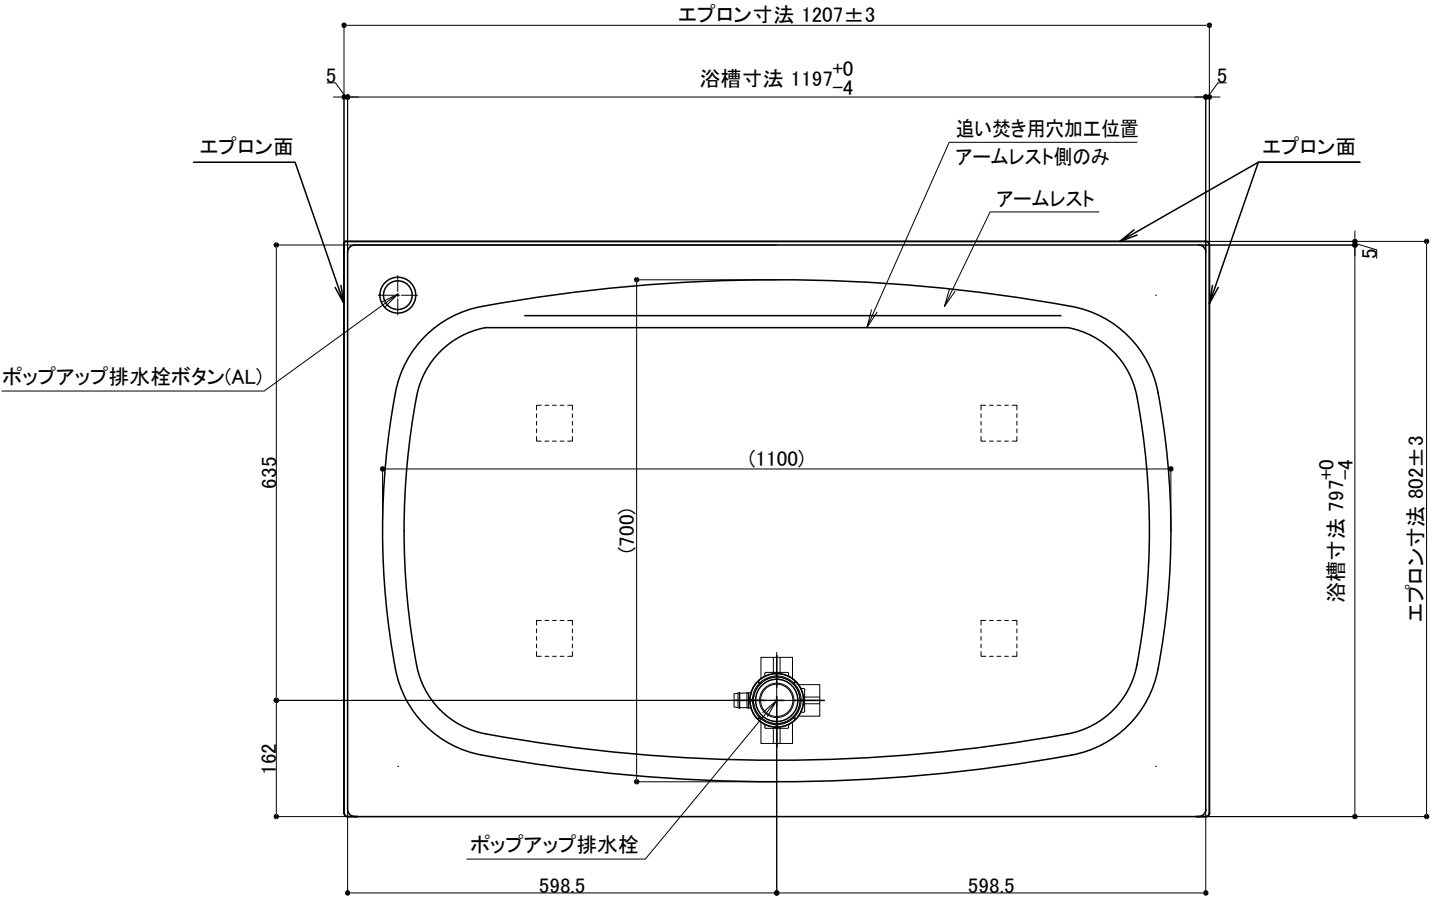 エプロン寸法 1207±3
5
浴槽寸法 1197 +0 -4
5
エプロン面
追い焚き用穴加工位置
アームレスト側のみ
エプロン面
アームレスト
5
ポップアップ排水栓ボタン(AL)
635
(1100)
(700)
浴槽寸法 797 +0 -4
エプロン寸法 802±3
162
ポップアップ排水栓
598.5
598.5